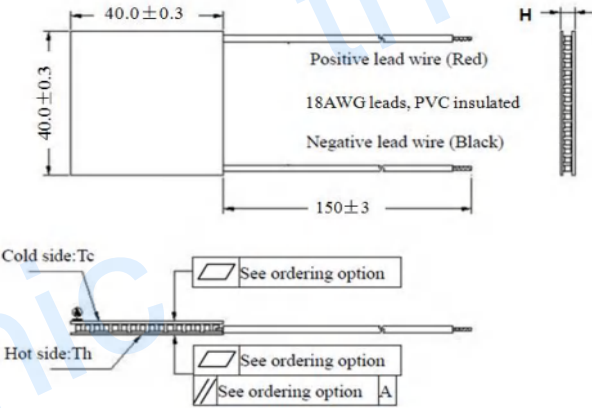 40.0±0.3
H
40.0±0.3
Positive lead wire (Red)
18AWG leads, PVC insulated
Negative lead wire (Black)
150±3
Cold side:Tc
See ordering option
A
Hot side:Th
See ordering option
See ordering option A